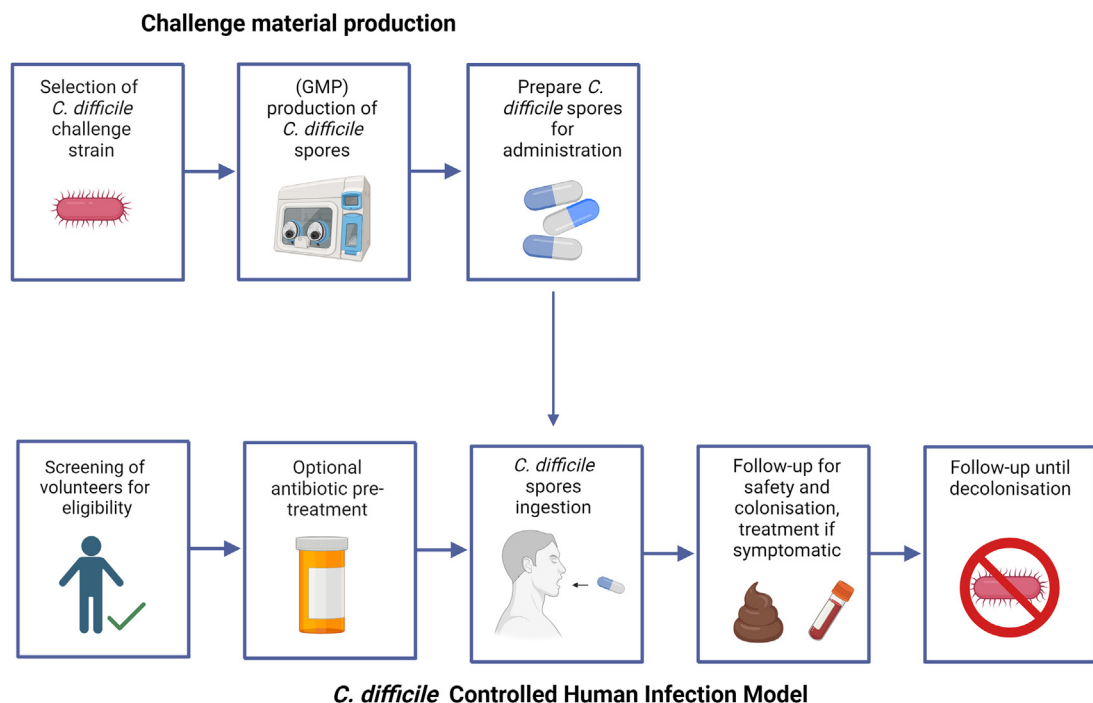 Challenge material production
Selection of
C. difficile
challenge
strain
(GMP)
production of
C. difficile
spores
Prepare C.
difficile spores
for
administration
Screening of
volunteers for
eligibility
Optional
antibiotic pre-
treatment
C. difficile
spores
ingestion
Follow-up for
safety and
colonisation,
treatment if
symptomatic
Follow-up until
decolonisation
C. difficile Controlled Human Infection Model